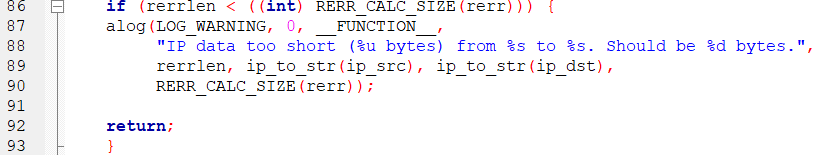 86 if (rerrlen < ((int) RERR_CALC_SIZE(rerr))) {
87 alog(LOG_WARNING, 0, __FUNCTION__,
88 "IP data too short (%u bytes) from %s to %s. Should be %d bytes.",
89 rerrlen, ip_to_str(ip_src), ip_to_str(ip_dst),
90 RERR_CALC_SIZE(rerr));
91
92 return;
93 }